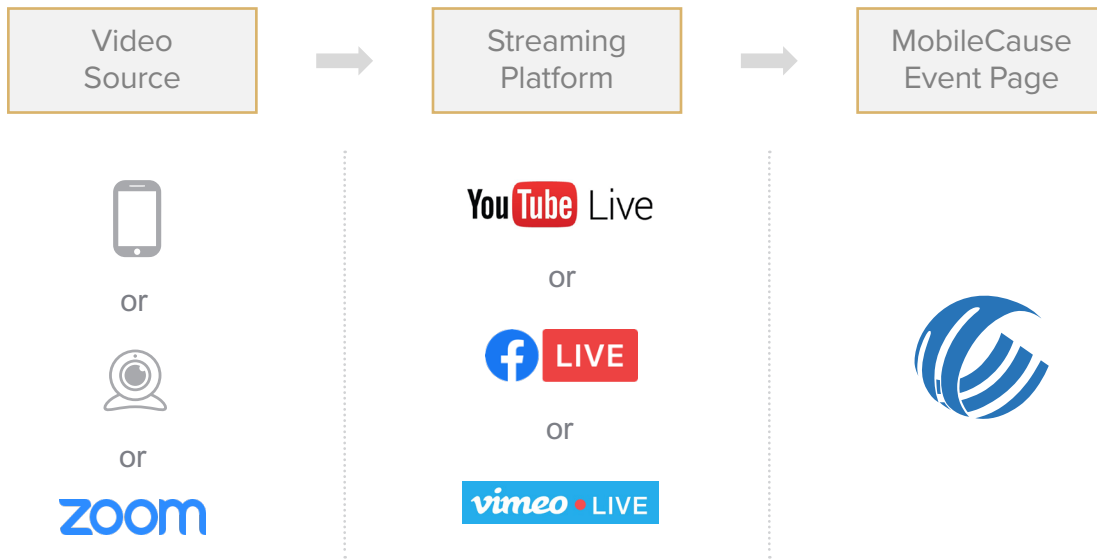 Video
Source
Streaming
Platform
MobileCause
Event Page
or
or
zoom
YouTube Live
or
f LIVE
or
vimeo LIVE